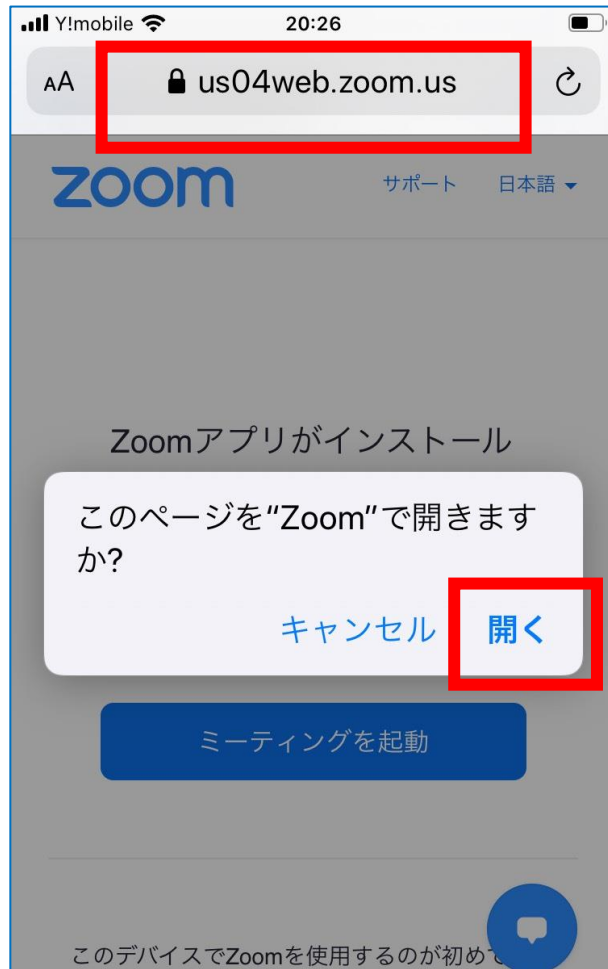 Y!mobile 20:26
AA us04web.zoom.us
zoom サポート 日本語
Zoomアプリがインストール
このページを"Zoom"で開きます
か?
キャンセル 開く
ミーティングを起動
このデバイスでZoomを使用するのが初めて